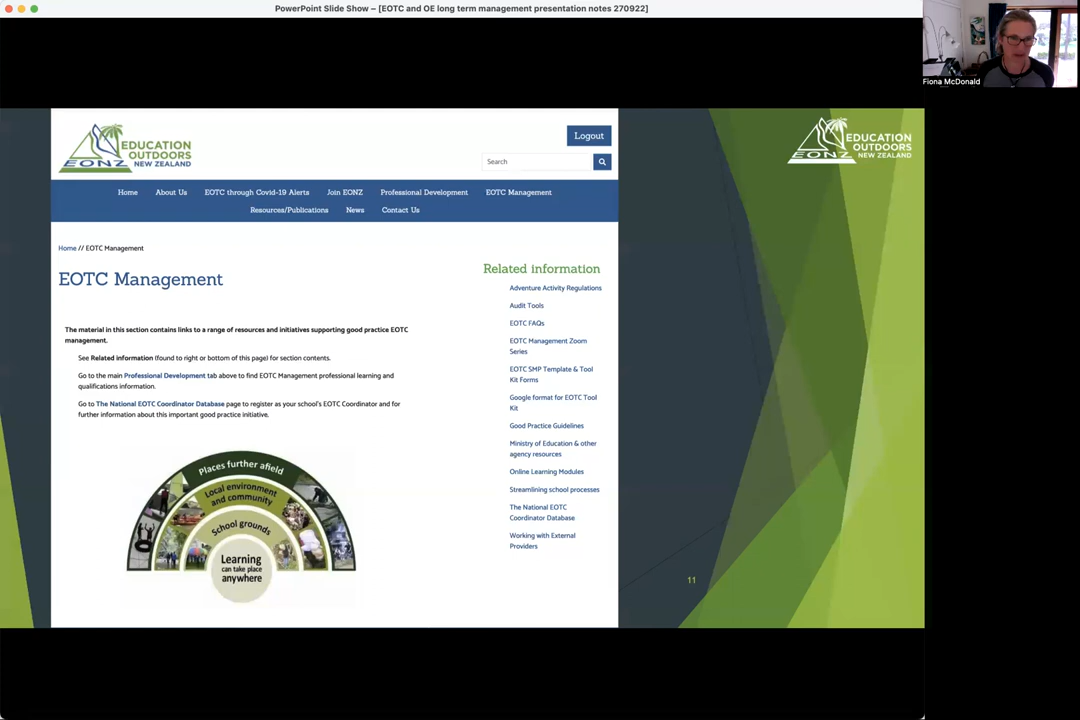 PowerPoint Slide Show – [EOTC and OE long term management presentation notes 270922]
Fiona McDonald
EONZ
EDUCATION
OUTDOORS
NEW ZEALAND
Logout
Search
EONZ
EDUCATION
OUTDOORS
NEW ZEALAND
Home About Us EOTC through Covid-19 Alerts Join EONZ Professional Development EOTC Management
Resources/Publications News Contact Us
Home // EOTC Management
EOTC Management
The material in this section contains links to a range of resources and initiatives supporting good practice EOTC
management.
See Related information (found to right or bottom of this page) for section contents.
Go to the main Professional Development tab above to find EOTC Management professional learning and
qualifications information.
Go to The National EOTC Coordinator Database page to register as your school's EOTC Coordinator and for
further information about this important good practice initiative.
Places further afield
Local environment
and community
School grounds
Learning
can take place
anywhere
Related information
Adventure Activity Regulations
Audit Tools
EOTC FAQs
EOTC Management Zoom
Series
EOTC SMP Template & Tool
Kit Forms
Google format for EOTC Tool
Kit
Good Practice Guidelines
Ministry of Education & other
agency resources
Online Learning Modules
Streamlining school processes
The National EOTC
Coordinator Database
Working with External
Providers
11